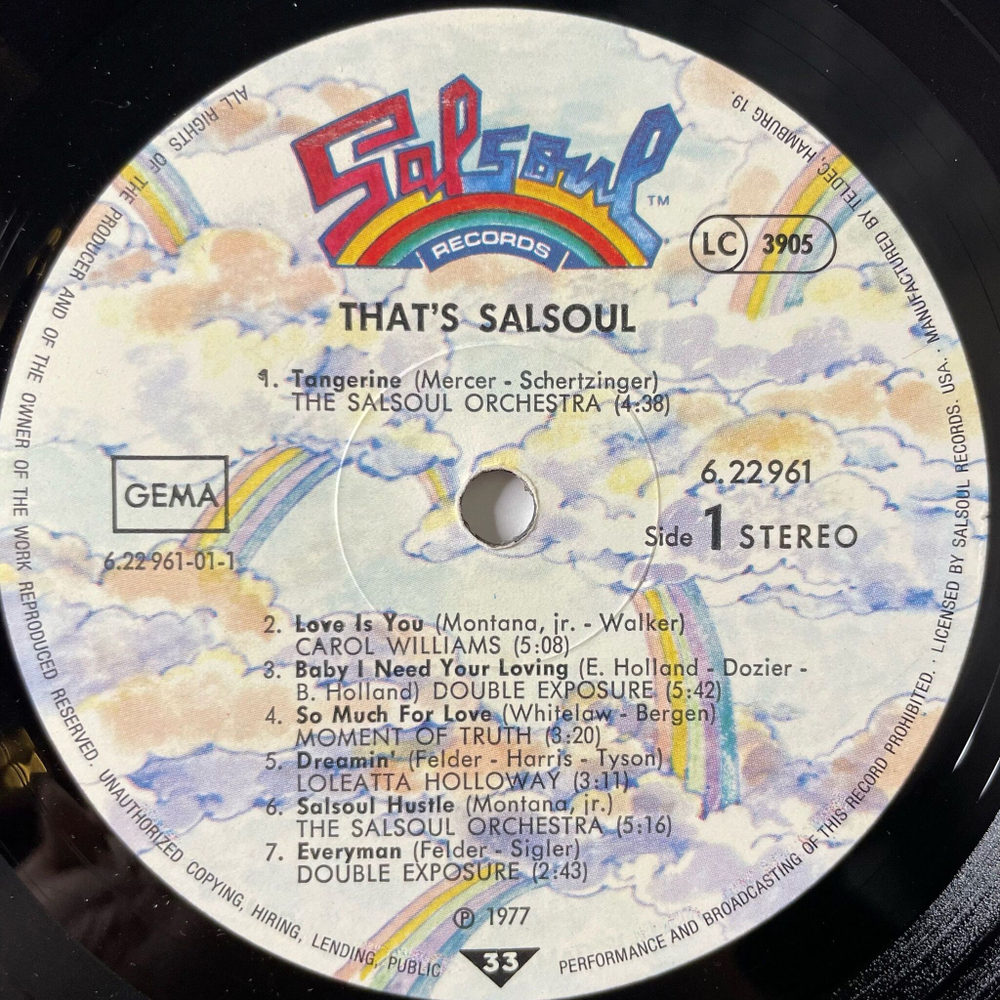 Salsoul ™
RECORDS
LC 3905
THAT'S SALSOUL
1. Tangerine (Mercer - Schertzinger)
THE SALSOUL ORCHESTRA (4:38)
GEMA
6.22961-01-1
6.22961
Side 1 STEREO
2. Love Is You (Montana, jr. - Walker)
CAROL WILLIAMS (5:08)
3. Baby I Need Your Loving (E. Holland - Dozier -
B. Holland) DOUBLE EXPOSURE (5:42)
4. So Much For Love (Whitelaw - Bergen)
MOMENT OF TRUTH (3:20)
5. Dreamin' (Felder - Harris - Tyson)
LOLEATTA HOLLOWAY (3:11)
6. Salsoul Hustle (Montana, jr.)
THE SALSOUL ORCHESTRA (5:16)
7. Everyman (Felder - Sigler)
DOUBLE EXPOSURE (2:43)
℗ 1977
33
ALL RIGHTS OF THE PRODUCER AND OF THE OWNER OF THE WORK REPRODUCED RESERVED. UNAUTHORIZED COPYING, HIRING, LENDING, PUBLIC PERFORMANCE AND BROADCASTING OF THIS RECORD PROHIBITED. · LICENSED BY SALSOUL RECORDS. USA. · MANUFACTURED BY TELDEC, HAMBURG 19.